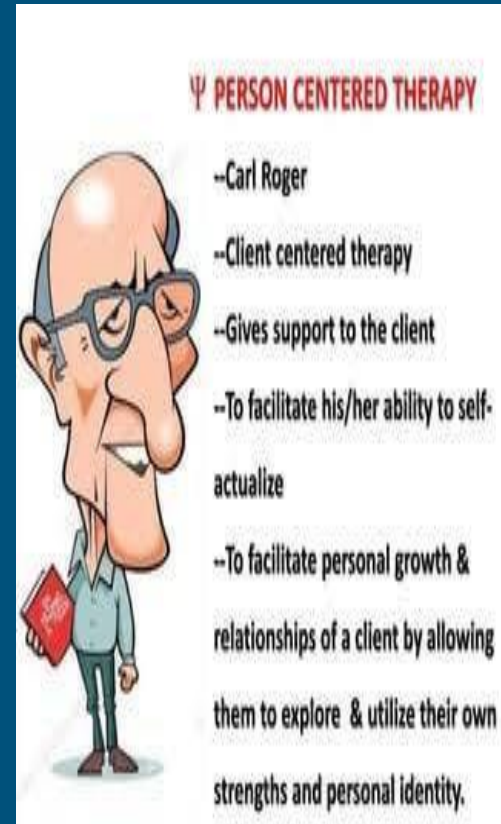 Ψ PERSON CENTERED THERAPY
--Carl Roger
--Client centered therapy
--Gives support to the client
--To facilitate his/her ability to self-
actualize
--To facilitate personal growth &
relationships of a client by allowing
them to explore & utilize their own
strengths and personal identity.